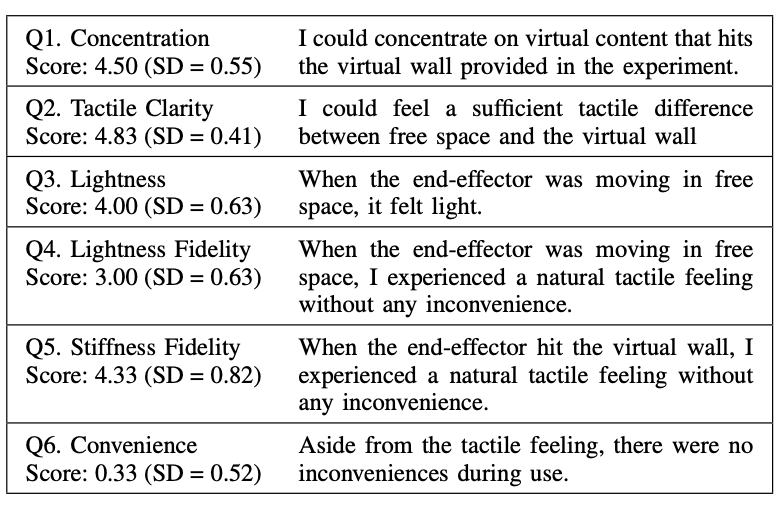 Q1. Concentration
Score: 4.50 (SD = 0.55)
I could concentrate on virtual content that hits
the virtual wall provided in the experiment.
Q2. Tactile Clarity
Score: 4.83 (SD = 0.41)
I could feel a sufficient tactile difference
between free space and the virtual wall
Q3. Lightness
Score: 4.00 (SD = 0.63)
When the end-effector was moving in free
space, it felt light.
Q4. Lightness Fidelity
Score: 3.00 (SD = 0.63)
When the end-effector was moving in free
space, I experienced a natural tactile feeling
without any inconvenience.
Q5. Stiffness Fidelity
Score: 4.33 (SD = 0.82)
When the end-effector hit the virtual wall, I
experienced a natural tactile feeling without
any inconvenience.
Q6. Convenience
Score: 0.33 (SD = 0.52)
Aside from the tactile feeling, there were no
inconveniences during use.